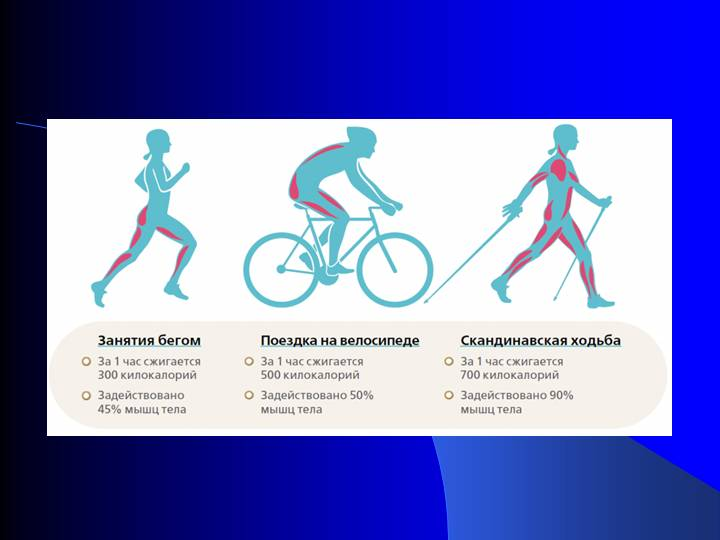 Занятия бегом
За 1 час сжигается
300 килокалорий
Задействовано
45% мышц тела
Поездка на велосипеде
За 1 час сжигается
500 килокалорий
Задействовано 50%
мышц тела
Скандинавская ходьба
За 1 час сжигается
700 килокалорий
Задействовано 90%
мышц тела